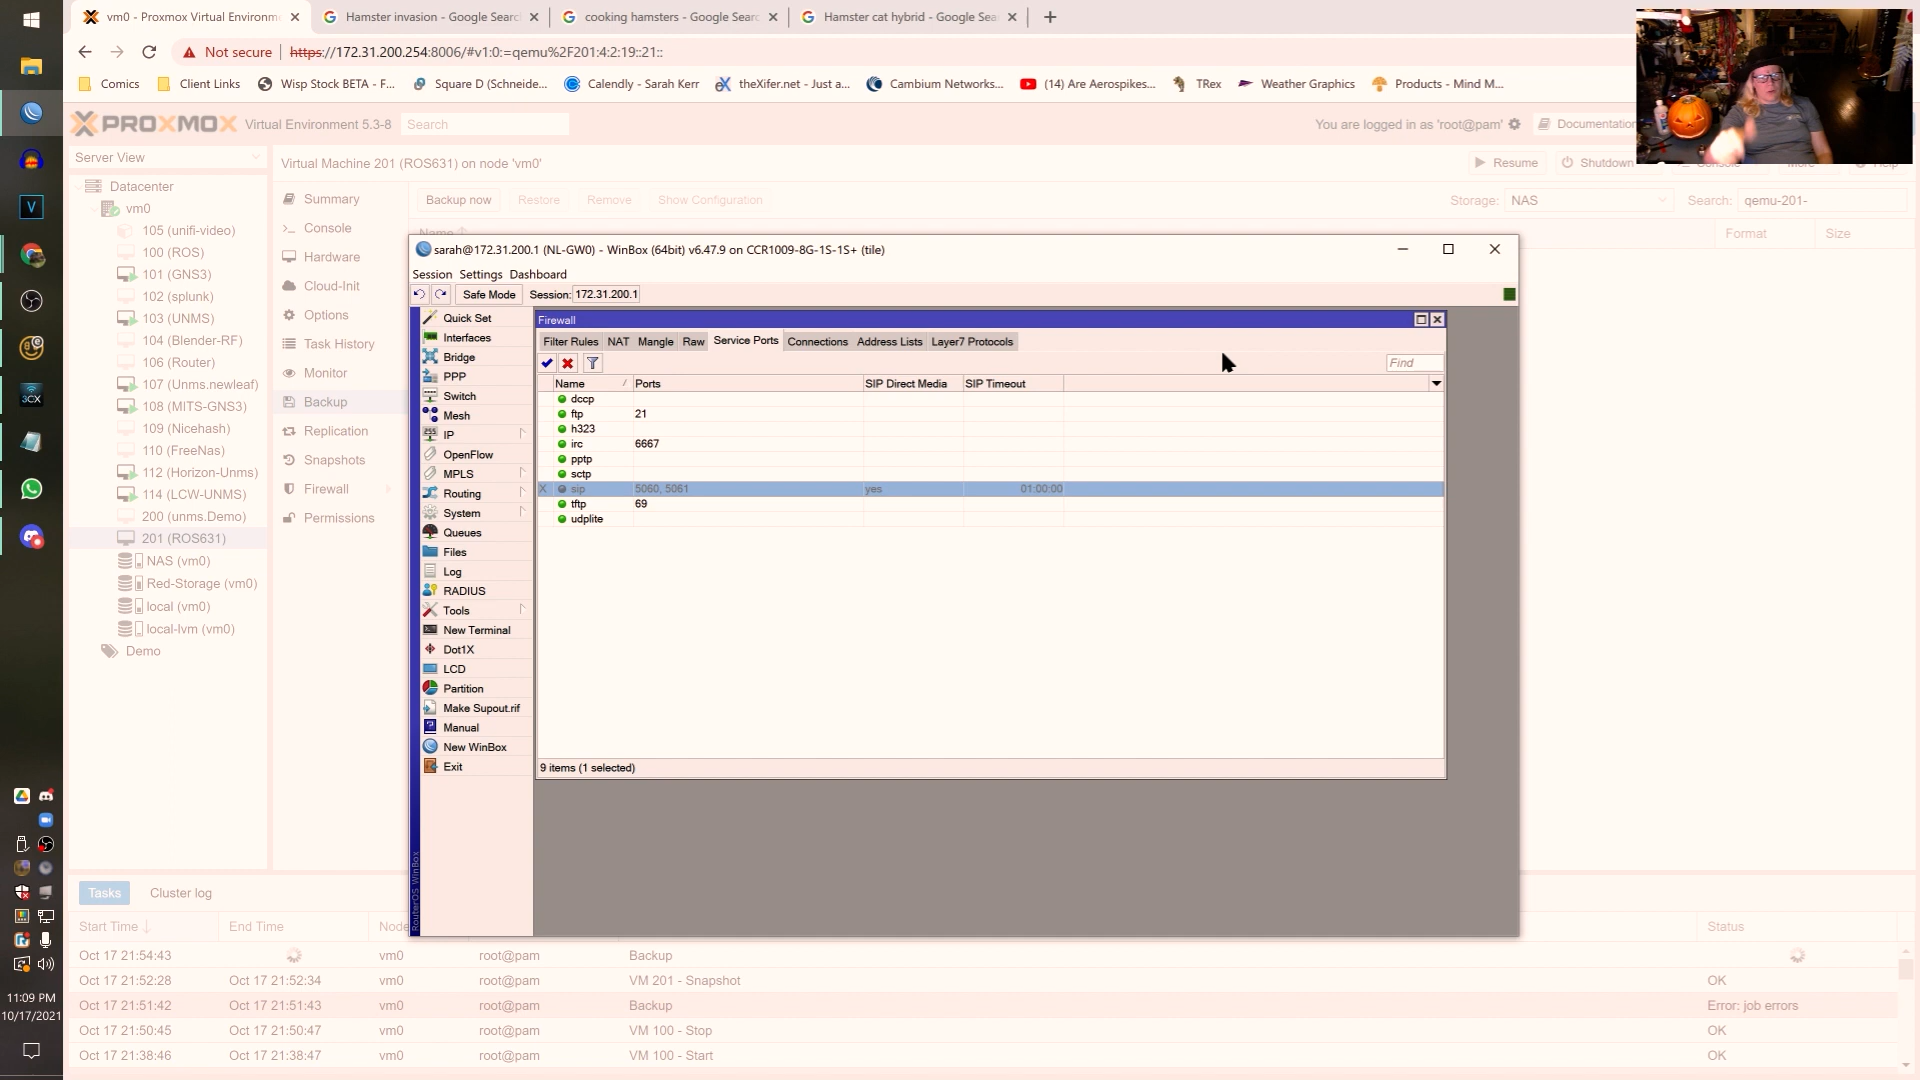 vm0 - Proxmox Virtual Environm
Hamster invasion - Google Search
cooking hamsters - Google Searc
Hamster cat hybrid - Google Sea
Not secure
https://172.31.200.254:8006/#v1:0:=qemu%2F201:4:2:19::21::
Comics
Client Links
Wisp Stock BETA - F...
Square D (Schneide...
Calendly - Sarah Kerr
theXifer.net - Just a...
Cambium Networks...
(14) Are Aerospikes...
TRex
Weather Graphics
Products - Mind M...
PROXMOX
Virtual Environment 5.3-8
Search
You are logged in as 'root@pam'
Documentation
Server View
Virtual Machine 201 (ROS631) on node 'vm0'
Resume
Shutdown
Datacenter
vm0
105 (unifi-video)
100 (ROS)
101 (GNS3)
102 (splunk)
103 (UNMS)
104 (Blender-RF)
106 (Router)
107 (Unms.newleaf)
108 (MITS-GNS3)
109 (Nicehash)
110 (FreeNas)
112 (Horizon-Unms)
114 (LCW-UNMS)
200 (unms.Demo)
201 (ROS631)
NAS (vm0)
Red-Storage (vm0)
local (vm0)
local-lvm (vm0)
Demo
Summary
Console
Hardware
Cloud-Init
Options
Task History
Monitor
Backup
Replication
Snapshots
Firewall
Permissions
Backup now
Restore
Remove
Show Configuration
Storage:
NAS
Search:
qemu-201-
Name
Format
Size
sarah@172.31.200.1 (NL-GW0) - WinBox (64bit) v6.47.9 on CCR1009-8G-1S-1S+ (tile)
Session Settings Dashboard
Safe Mode
Session: 172.31.200.1
Quick Set
Interfaces
Bridge
PPP
Switch
Mesh
IP
OpenFlow
MPLS
Routing
System
Queues
Files
Log
RADIUS
Tools
New Terminal
Dot1X
LCD
Partition
Make Supout.rif
Manual
New WinBox
Exit
RouterOS WinBox
Firewall
Filter Rules NAT Mangle Raw Service Ports Connections Address Lists Layer7 Protocols
Find
Name Ports SIP Direct Media SIP Timeout
dccp
ftp 21
h323
irc 6667
pptp
sctp
X sip 5060, 5061 yes 01:00:00
tftp 69
udplite
9 items (1 selected)
Tasks
Cluster log
Start Time End Time Node Status
Oct 17 21:54:43 vm0 root@pam Backup
Oct 17 21:52:28 Oct 17 21:52:34 vm0 root@pam VM 201 - Snapshot OK
Oct 17 21:51:42 Oct 17 21:51:43 vm0 root@pam Backup Error: job errors
Oct 17 21:50:45 Oct 17 21:50:47 vm0 root@pam VM 100 - Stop OK
Oct 17 21:38:46 Oct 17 21:38:47 vm0 root@pam VM 100 - Start OK
V
3CX
11:09 PM
10/17/2021